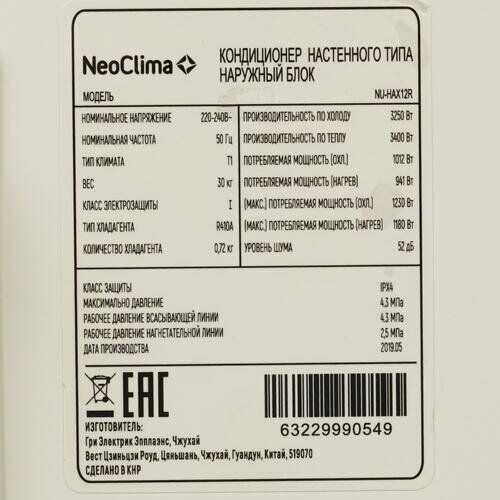 NeoClima
КОНДИЦИОНЕР НАСТЕННОГО ТИПА
НАРУЖНЫЙ БЛОК
МОДЕЛЬ NU-HAX12R
НОМИНАЛЬНОЕ НАПРЯЖЕНИЕ 220-240В~
НОМИНАЛЬНАЯ ЧАСТОТА 50 Гц
ТИП КЛИМАТА T1
ВЕС 30 кг
КЛАСС ЭЛЕКТРОЗАЩИТЫ I
ТИП ХЛАДАГЕНТА R410A
КОЛИЧЕСТВО ХЛАДАГЕНТА 0,72 кг
ПРОИЗВОДИТЕЛЬНОСТЬ ПО ХОЛОДУ 3250 Вт
ПРОИЗВОДИТЕЛЬНОСТЬ ПО ТЕПЛУ 3400 Вт
ПОТРЕБЛЯЕМАЯ МОЩНОСТЬ (ОХЛ.) 1012 Вт
ПОТРЕБЛЯЕМАЯ МОЩНОСТЬ (НАГРЕВ) 941 Вт
(МАКС.) ПОТРЕБЛЯЕМАЯ МОЩНОСТЬ (ОХЛ.) 1230 Вт
(МАКС.) ПОТРЕБЛЯЕМАЯ МОЩНОСТЬ (НАГРЕВ) 1180 Вт
УРОВЕНЬ ШУМА 52 дБ
КЛАСС ЗАЩИТЫ IPX4
МАКСИМАЛЬНО ДАВЛЕНИЕ 4,3 МПа
РАБОЧЕЕ ДАВЛЕНИЕ ВСАСЫВАЮЩЕЙ ЛИНИИ 4,3 МПа
РАБОЧЕЕ ДАВЛЕНИЕ НАГНЕТАТЕЛЬНОЙ ЛИНИИ 2,5 МПа
ДАТА ПРОИЗВОДСТВА 2019.05
EAC
63229990549
ИЗГОТОВИТЕЛЬ:
Гри Электрик Эпплаэнс, Чжухай
Вест Цзиньцзи Роуд, Цяньшань, Чжухай, Гуандун, Китай, 519070
СДЕЛАНО В КНР